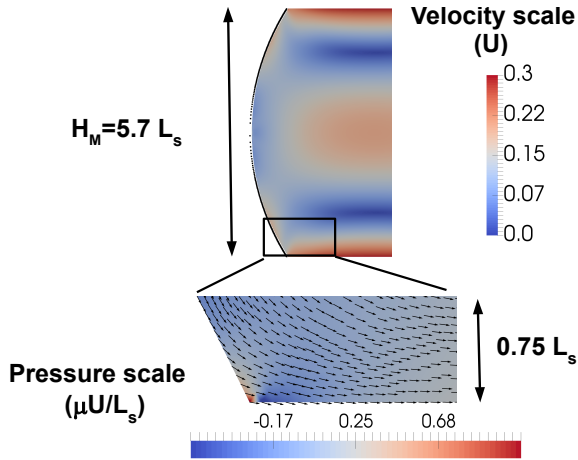 Velocity scale
(U)
0.3
0.22
0.15
0.07
0.0
H_M=5.7 L_s
0.75 L_s
Pressure scale
(μU/L_s)
-0.17 0.25 0.68